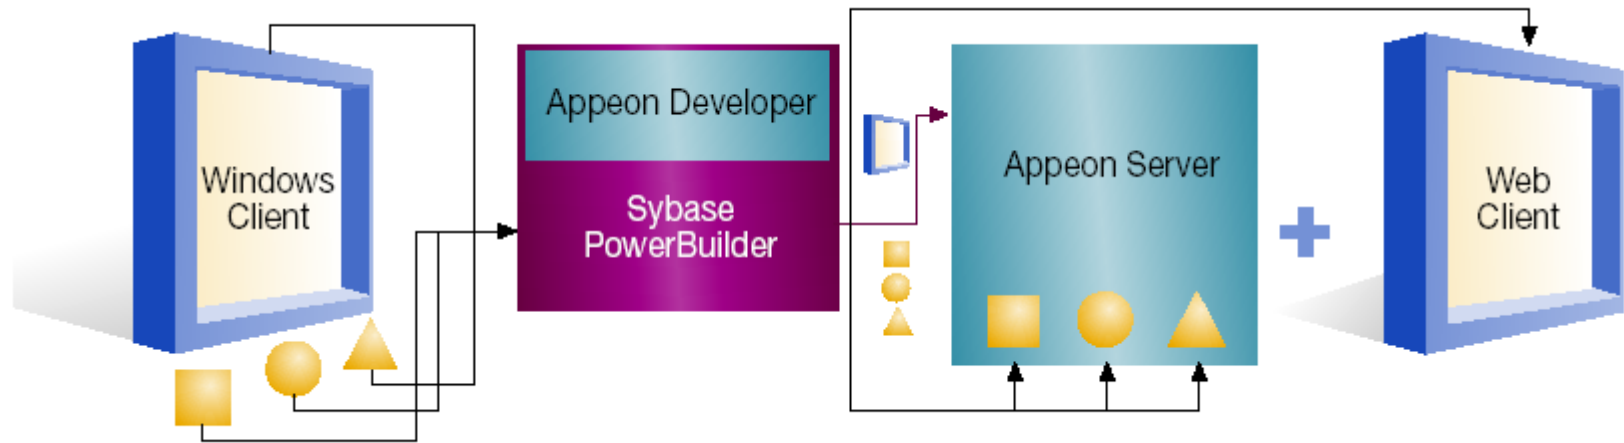 Windows
Client
Appeon Developer
Sybase
PowerBuilder
Appeon Server
Web
Client